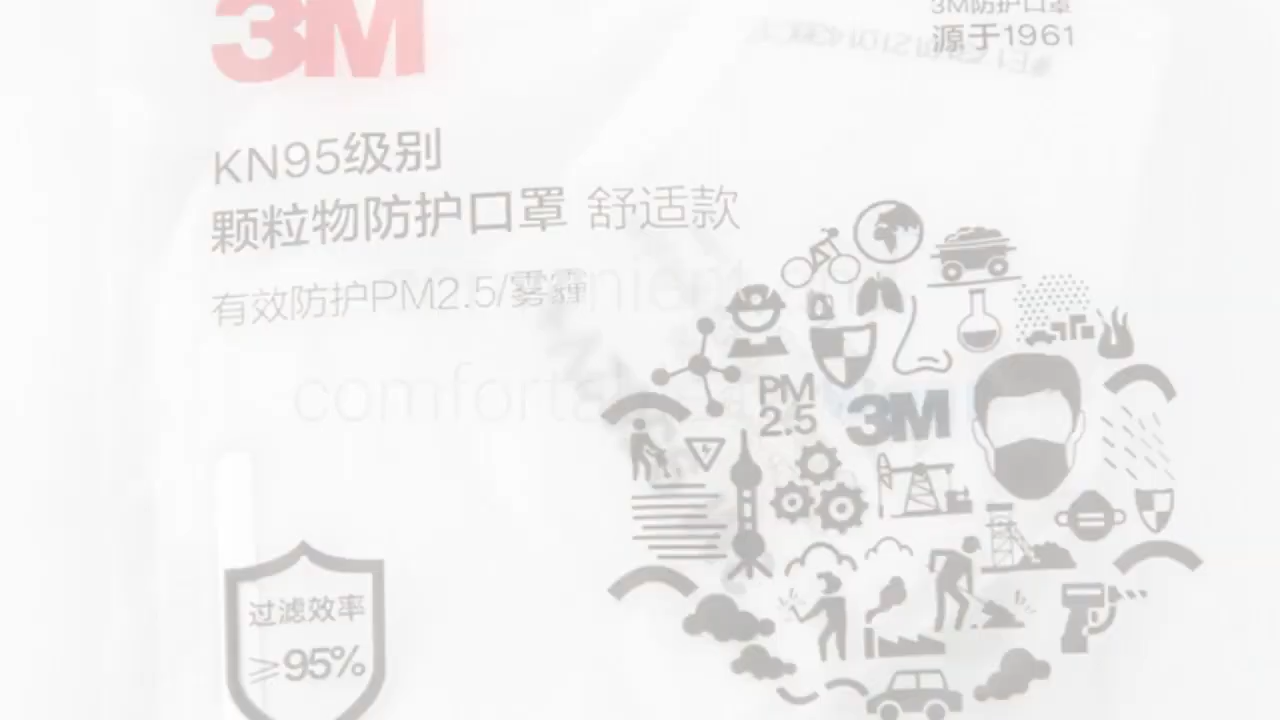 3M
3M防护口罩
源于1961
KN95级别
颗粒物防护口罩 舒适款
有效防护PM2.5/雾霾
PM
2.5
3M
过滤效率
≥95%